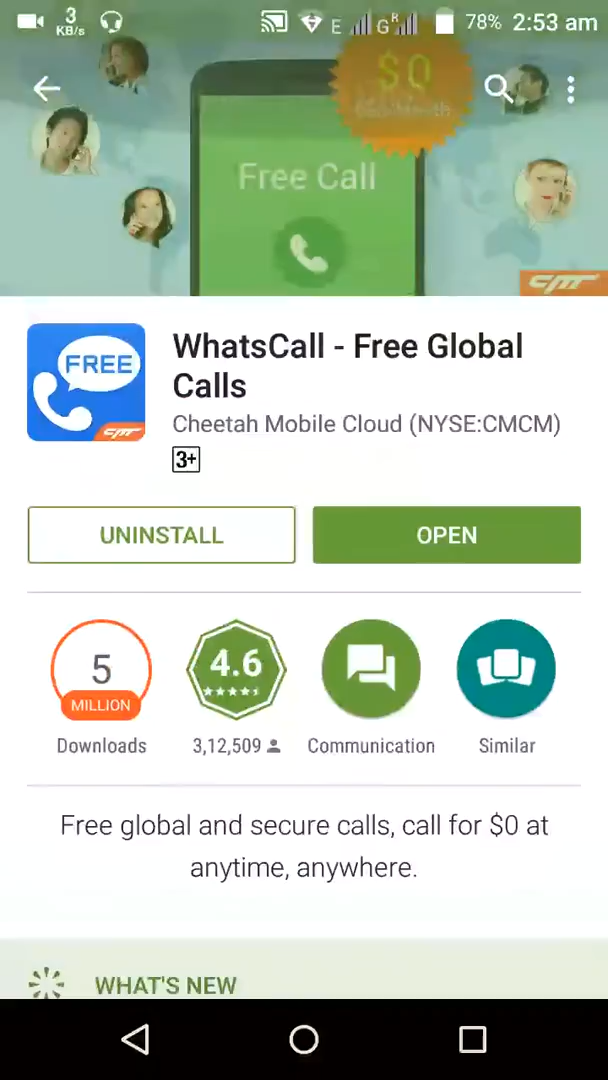 3
KB/s
E
G R
78%
2:53 am
$0
Free Call
cmr
FREE
cmr
WhatsCall - Free Global
Calls
Cheetah Mobile Cloud (NYSE:CMCM)
3+
UNINSTALL
OPEN
5
MILLION
4.6
Downloads
3,12,509
Communication
Similar
Free global and secure calls, call for $0 at
anytime, anywhere.
WHAT'S NEW